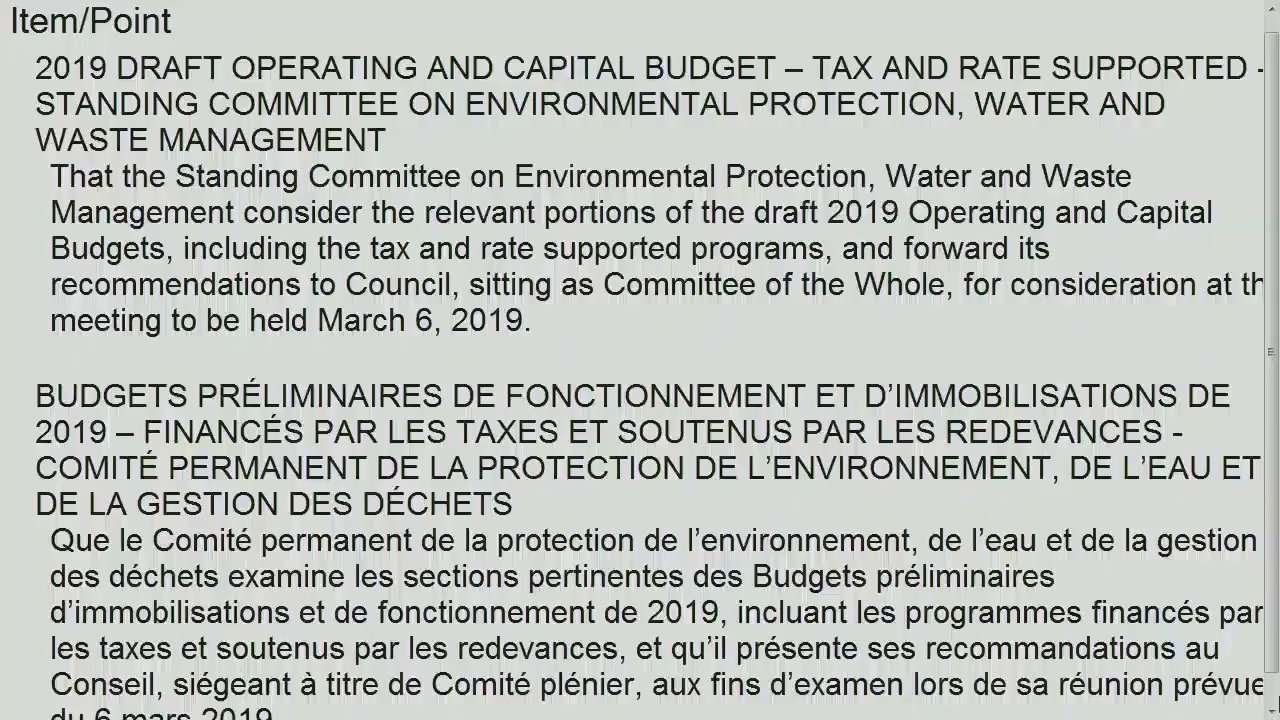 Item/Point
2019 DRAFT OPERATING AND CAPITAL BUDGET – TAX AND RATE SUPPORTED -
STANDING COMMITTEE ON ENVIRONMENTAL PROTECTION, WATER AND
WASTE MANAGEMENT
That the Standing Committee on Environmental Protection, Water and Waste
Management consider the relevant portions of the draft 2019 Operating and Capital
Budgets, including the tax and rate supported programs, and forward its
recommendations to Council, sitting as Committee of the Whole, for consideration at th
meeting to be held March 6, 2019.
BUDGETS PRÉLIMINAIRES DE FONCTIONNEMENT ET D’IMMOBILISATIONS DE
2019 – FINANCÉS PAR LES TAXES ET SOUTENUS PAR LES REDEVANCES -
COMITÉ PERMANENT DE LA PROTECTION DE L’ENVIRONNEMENT, DE L’EAU ET
DE LA GESTION DES DÉCHETS
Que le Comité permanent de la protection de l’environnement, de l’eau et de la gestion
des déchets examine les sections pertinentes des Budgets préliminaires
d’immobilisations et de fonctionnement de 2019, incluant les programmes financés par
les taxes et soutenus par les redevances, et qu’il présente ses recommandations au
Conseil, siégeant à titre de Comité plénier, aux fins d’examen lors de sa réunion prévue
du 6 mars 2019